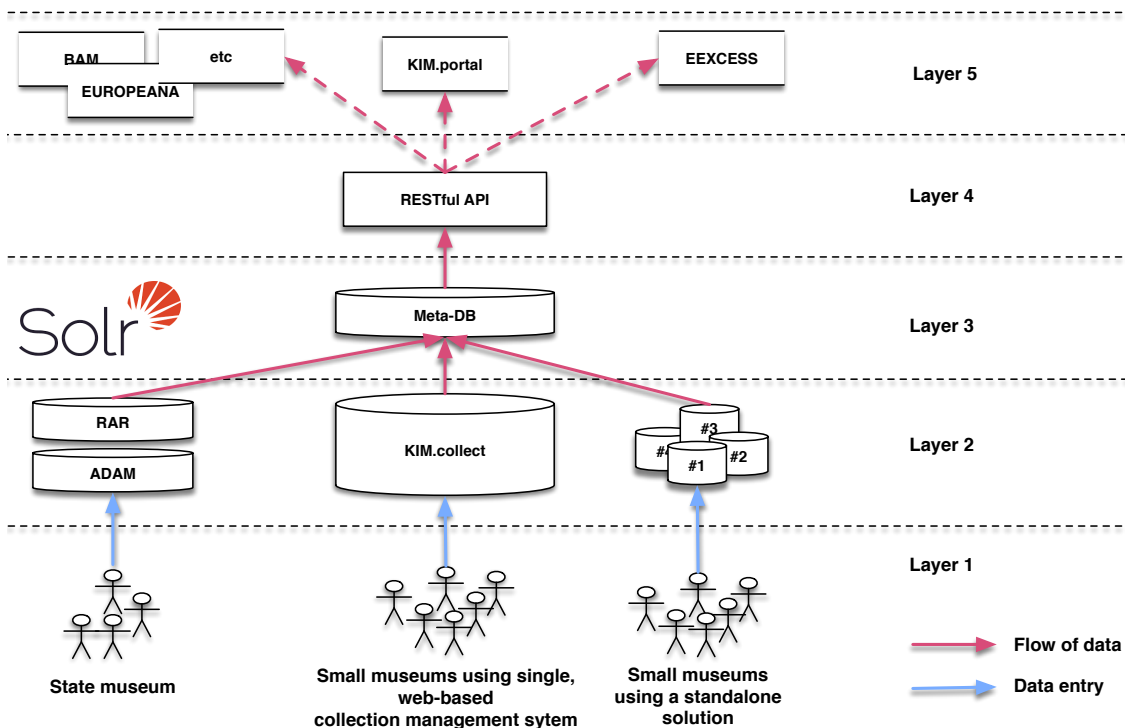 BAM
etc
EUROPEANA
KIM.portal
EEXCESS
Layer 5
RESTful API
Layer 4
Solr
Meta-DB
Layer 3
RAR
ADAM
KIM.collect
#3
#4
#2
#1
Layer 2
Layer 1
State museum
Small museums using single,
web-based
collection management sytem
Small museums
using a standalone
solution
Flow of data
Data entry